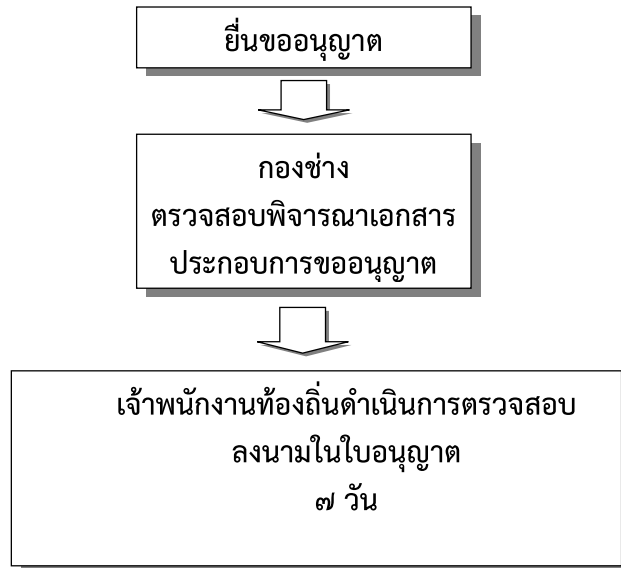 ยื่นขออนุญาต
กองช่าง
ตรวจสอบพิจารณาเอกสาร
ประกอบการขออนุญาต
เจ้าพนักงานท้องถิ่นดำเนินการตรวจสอบ
ลงนามในใบอนุญาต
๗ วัน